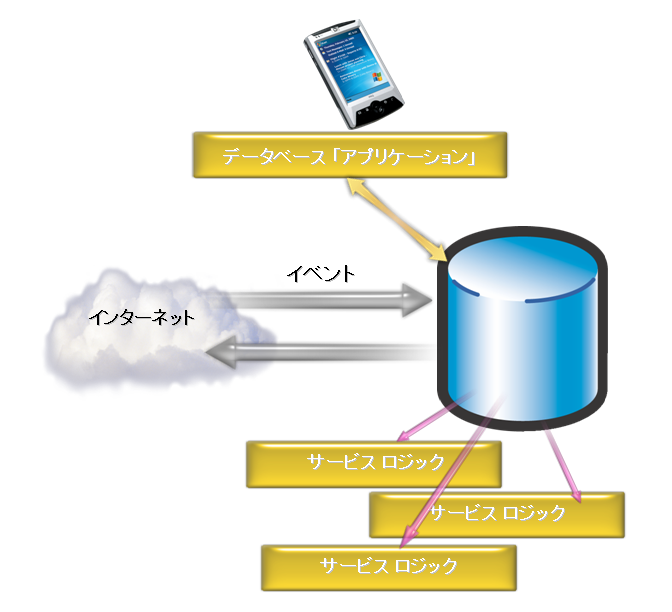 データベース「アプリケーション」
イベント
インターネット
サービス ロジック
サービス ロジック
サービス ロジック